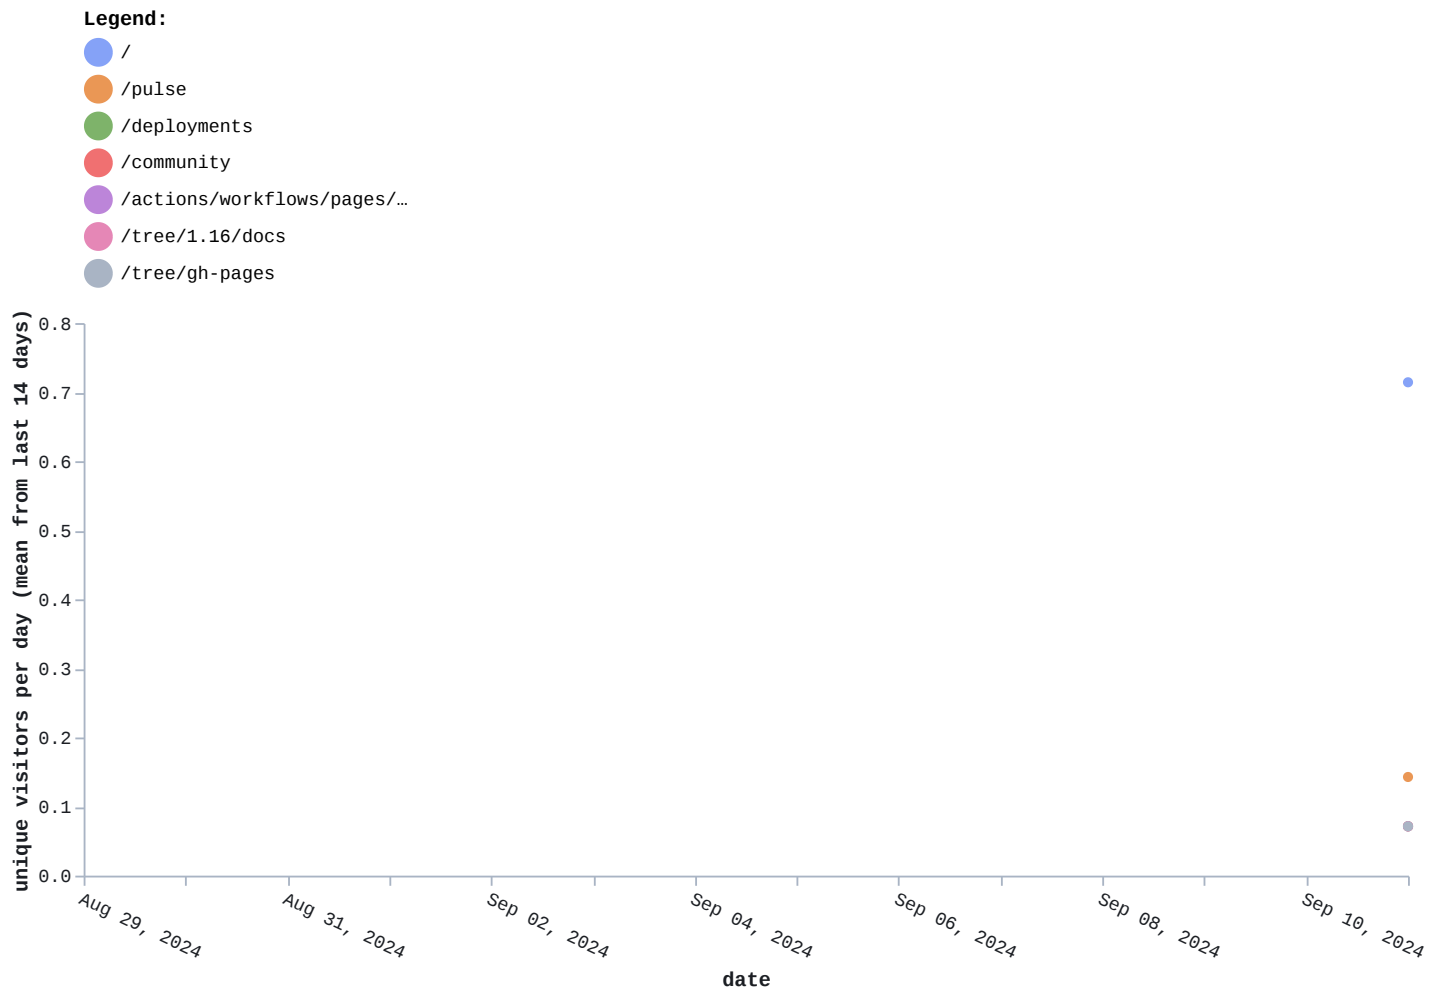 Legend:
/
/pulse
/deployments
/community
/actions/workflows/pages/…
/tree/1.16/docs
/tree/gh-pages
unique visitors per day (mean from last 14 days)
0.8
0.7
0.6
0.5
0.4
0.3
0.2
0.1
0.0
Aug 29, 2024
Aug 31, 2024
Sep 02, 2024
Sep 04, 2024
Sep 06, 2024
Sep 08, 2024
Sep 10, 2024
date